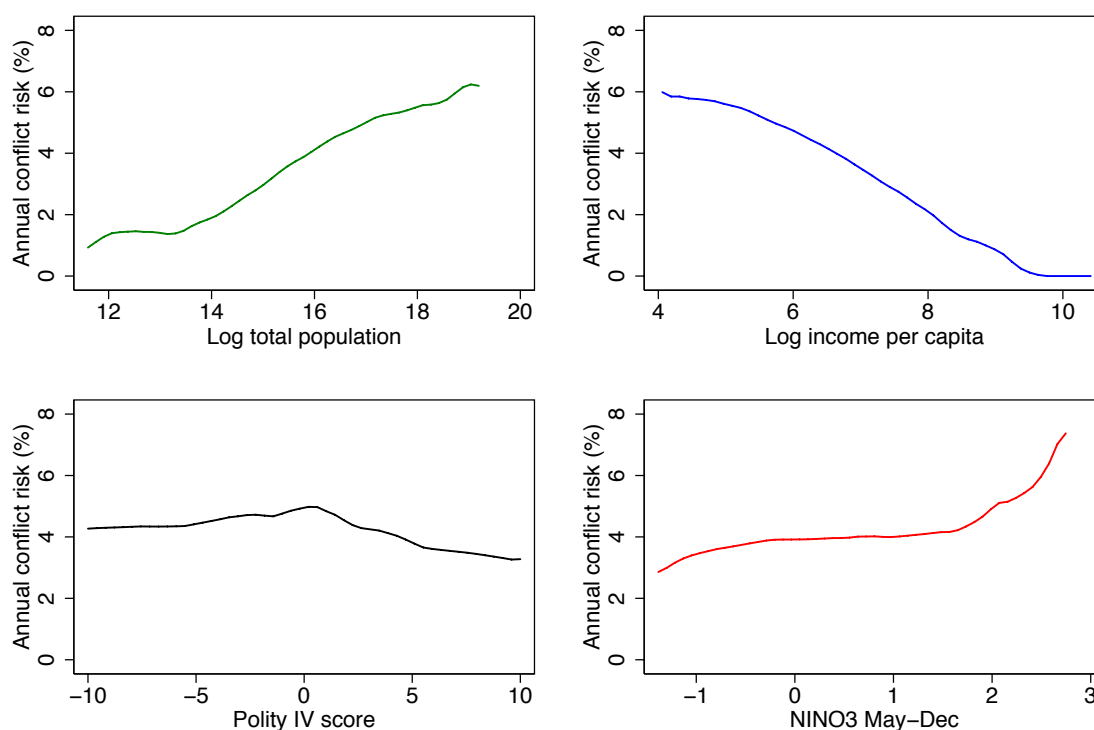 Annual conflict risk (%)
8
6
4
2
0
12 14 16 18 20
Log total population
Annual conflict risk (%)
8
6
4
2
0
4 6 8 10
Log income per capita
Annual conflict risk (%)
8
6
4
2
0
−10 −5 0 5 10
Polity IV score
Annual conflict risk (%)
8
6
4
2
0
−1 0 1 2 3
NINO3 May−Dec